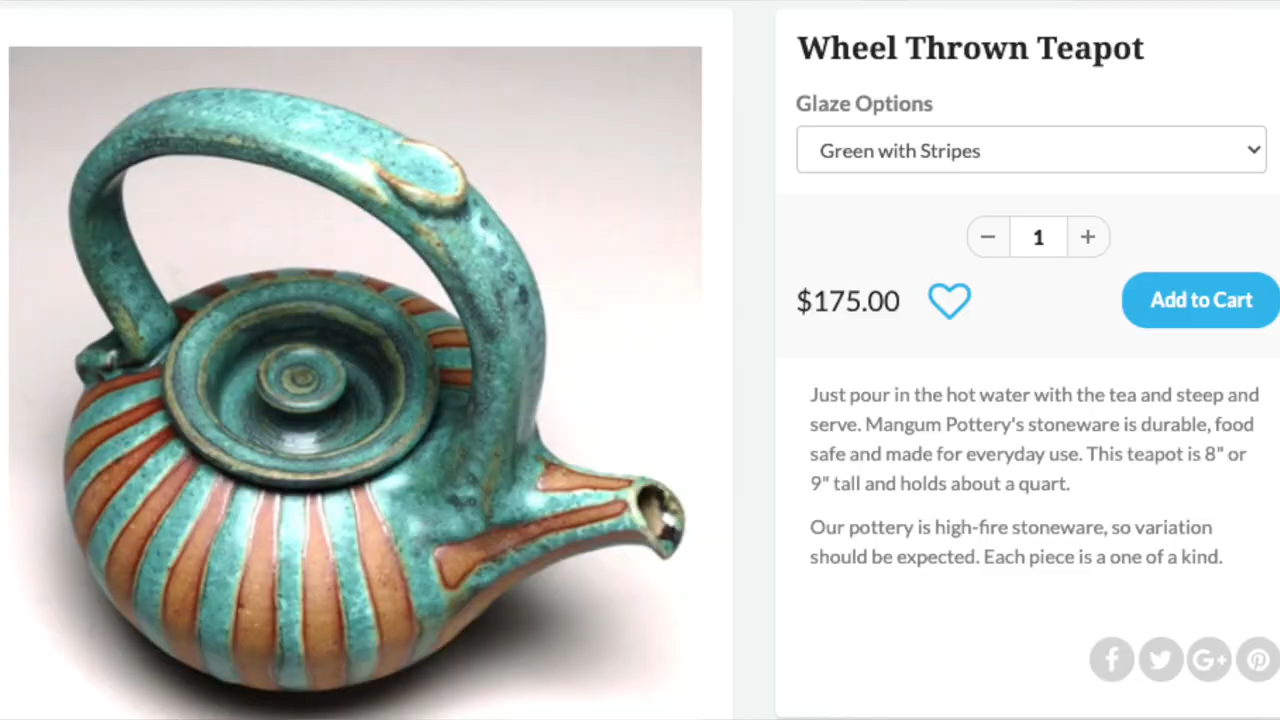 Wheel Thrown Teapot
Glaze Options
Green with Stripes
− 1 +
$175.00
Add to Cart
Just pour in the hot water with the tea and steep and
serve. Mangum Pottery's stoneware is durable, food
safe and made for everyday use. This teapot is 8" or
9" tall and holds about a quart.
Our pottery is high-fire stoneware, so variation
should be expected. Each piece is a one of a kind.
f G+